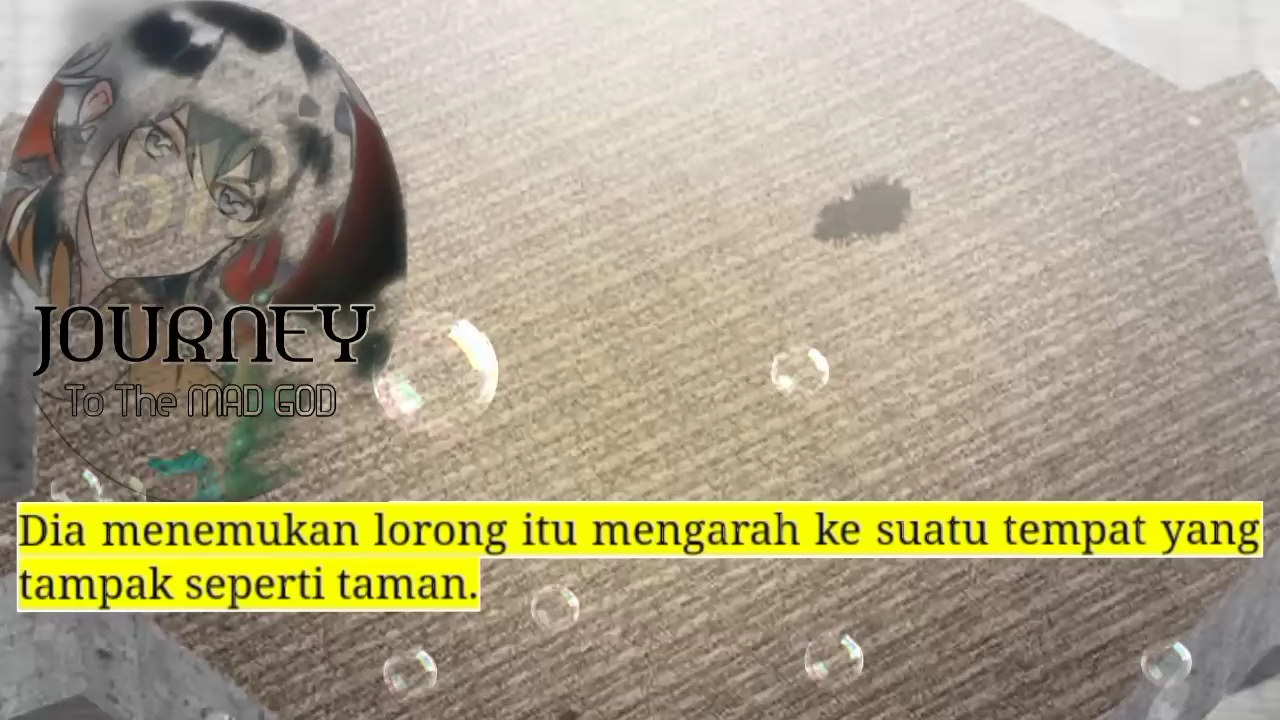 JOURNEY
To The MAD GOD
Dia menemukan lorong itu mengarah ke suatu tempat yang
tampak seperti taman.